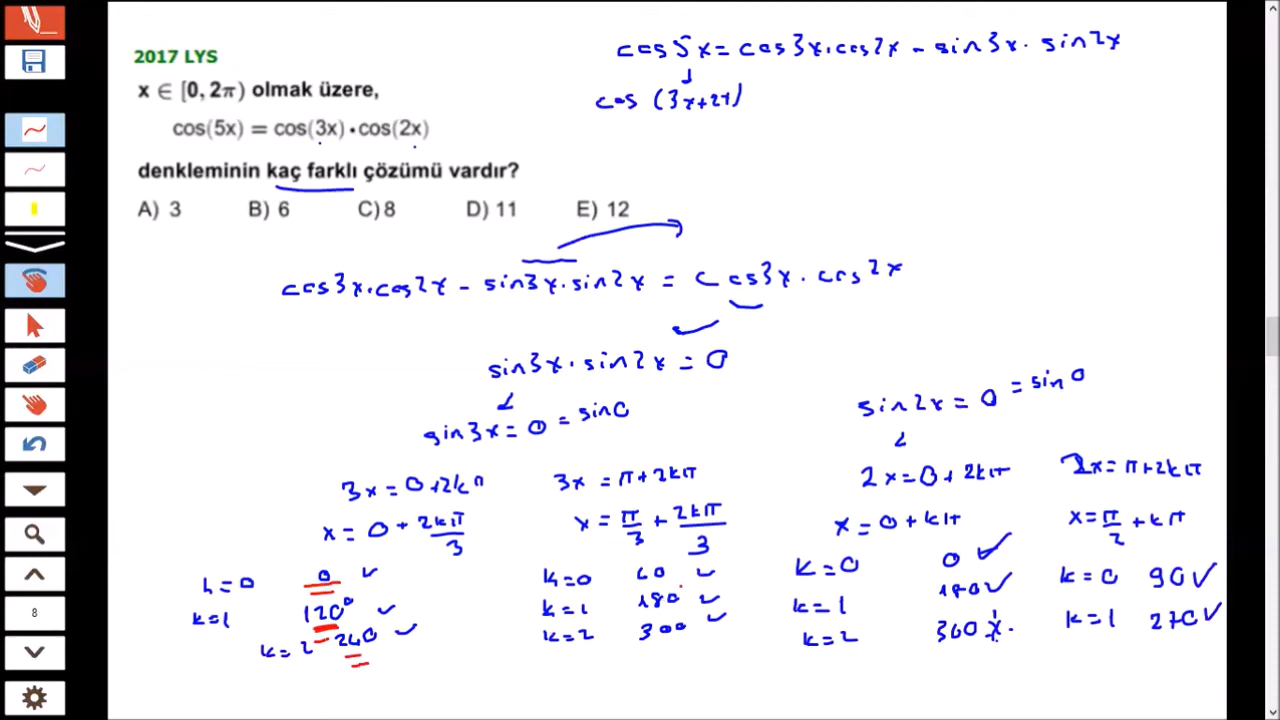 2017 LYS
x ∈ [0, 2π) olmak üzere,
cos(5x) = cos(3x)•cos(2x)
denkleminin kaç farklı çözümü vardır?
A) 3 B) 6 C) 8 D) 11 E) 12
cos5x = cos3x.cos2x - sin3x. sin2x
cos (3x+2x)
cos3x.cos2x - sin3x.sin2x = cos3x. cos2x
sin3x.sin2x = 0
sin3x = 0 = sin0
sin2x = 0 = sin0
3x = 0+2kπ
3x = π+2kπ
2x = 0+2kπ
2x = π+2kπ
x = 0 + 2kπ/3
x = π/3 + 2kπ/3
x = 0+kπ
x = π/2 + kπ
k=0 0 ✓
k=1 120° ✓
k=2 240 ✓
k=0 60 ✓
k=1 180 ✓
k=2 300 ✓
k=0 0 ✓
k=1 180 ✓
k=2 360 x
k=0 90 ✓
k=1 270 ✓
8